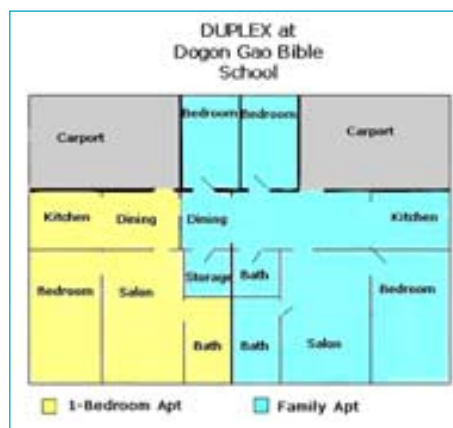 DUPLEX at
Dogon Gao Bible
School
Bedroom Bedroom
Carport Carport
Kitchen Dining Dining Kitchen
Storage Bath
Bedroom Salon Bedroom
Bath Bath Salon
1-Bedroom Apt Family Apt